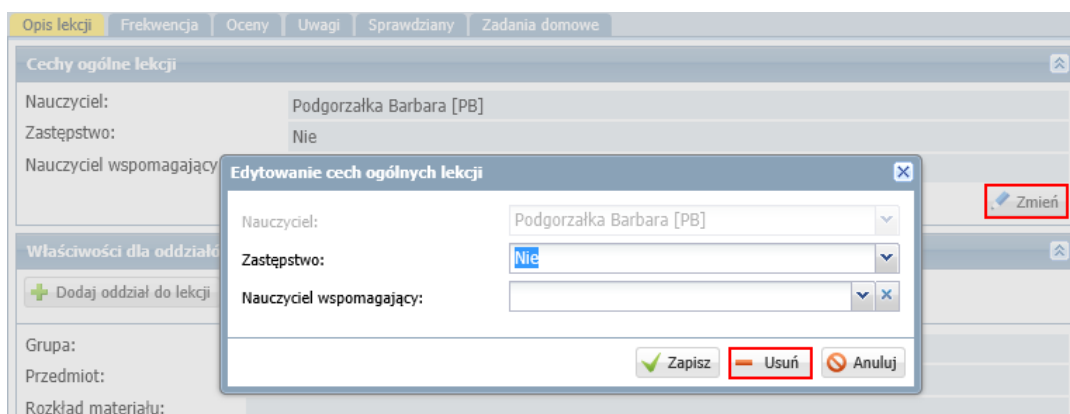 Opis lekcji Frekwencja Oceny Uwagi Sprawdziany Zadania domowe
Cechy ogólne lekcji
Nauczyciel: Podgorzałka Barbara [PB]
Zastępstwo: Nie
Nauczyciel wspomagający
Zmień
Edytowanie cech ogólnych lekcji
Nauczyciel: Podgorzałka Barbara [PB]
Zastępstwo: Nie
Nauczyciel wspomagający:
Zapisz Usuń Anuluj
Właściwości dla oddziałó
Dodaj oddział do lekcji
Grupa:
Przedmiot:
Rozkład materiału: